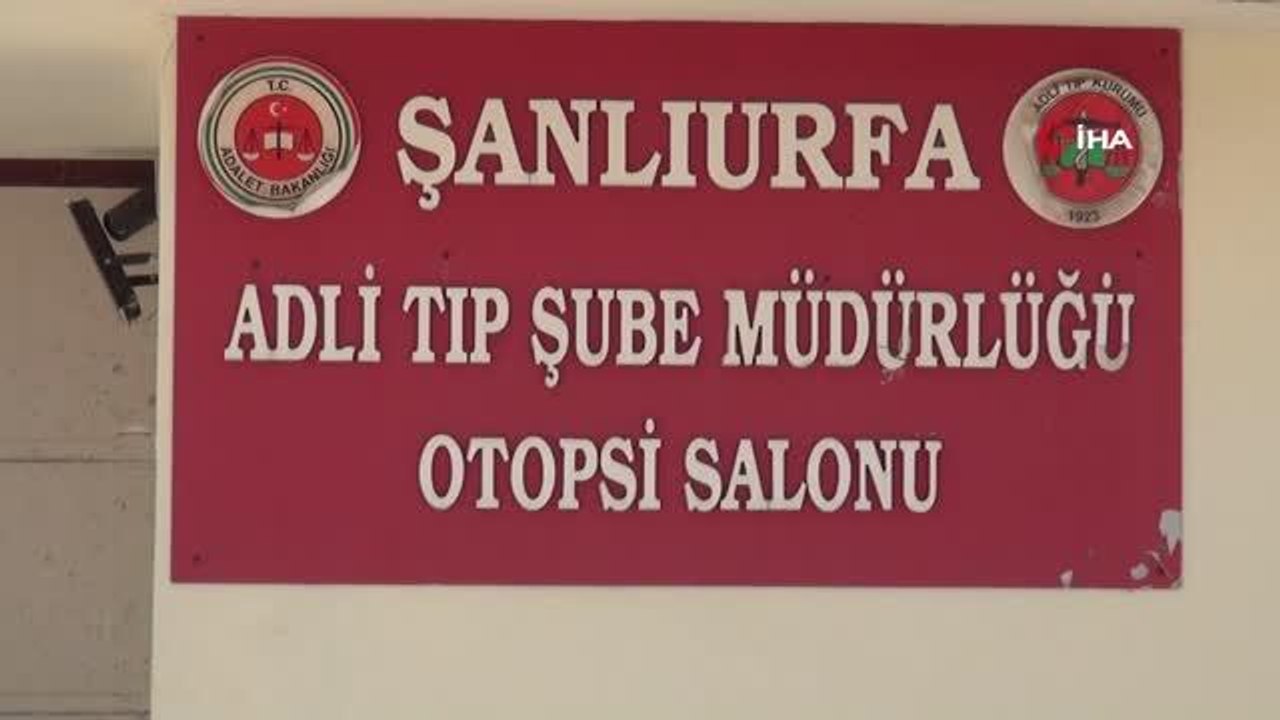 T.C.
ADALET BAKANLIĞI
ŞANLIURFA
ADLİ TIP KURUMU
İHA
1923
ADLİ TIP ŞUBE MÜDÜRLÜĞÜ
OTOPSİ SALONU